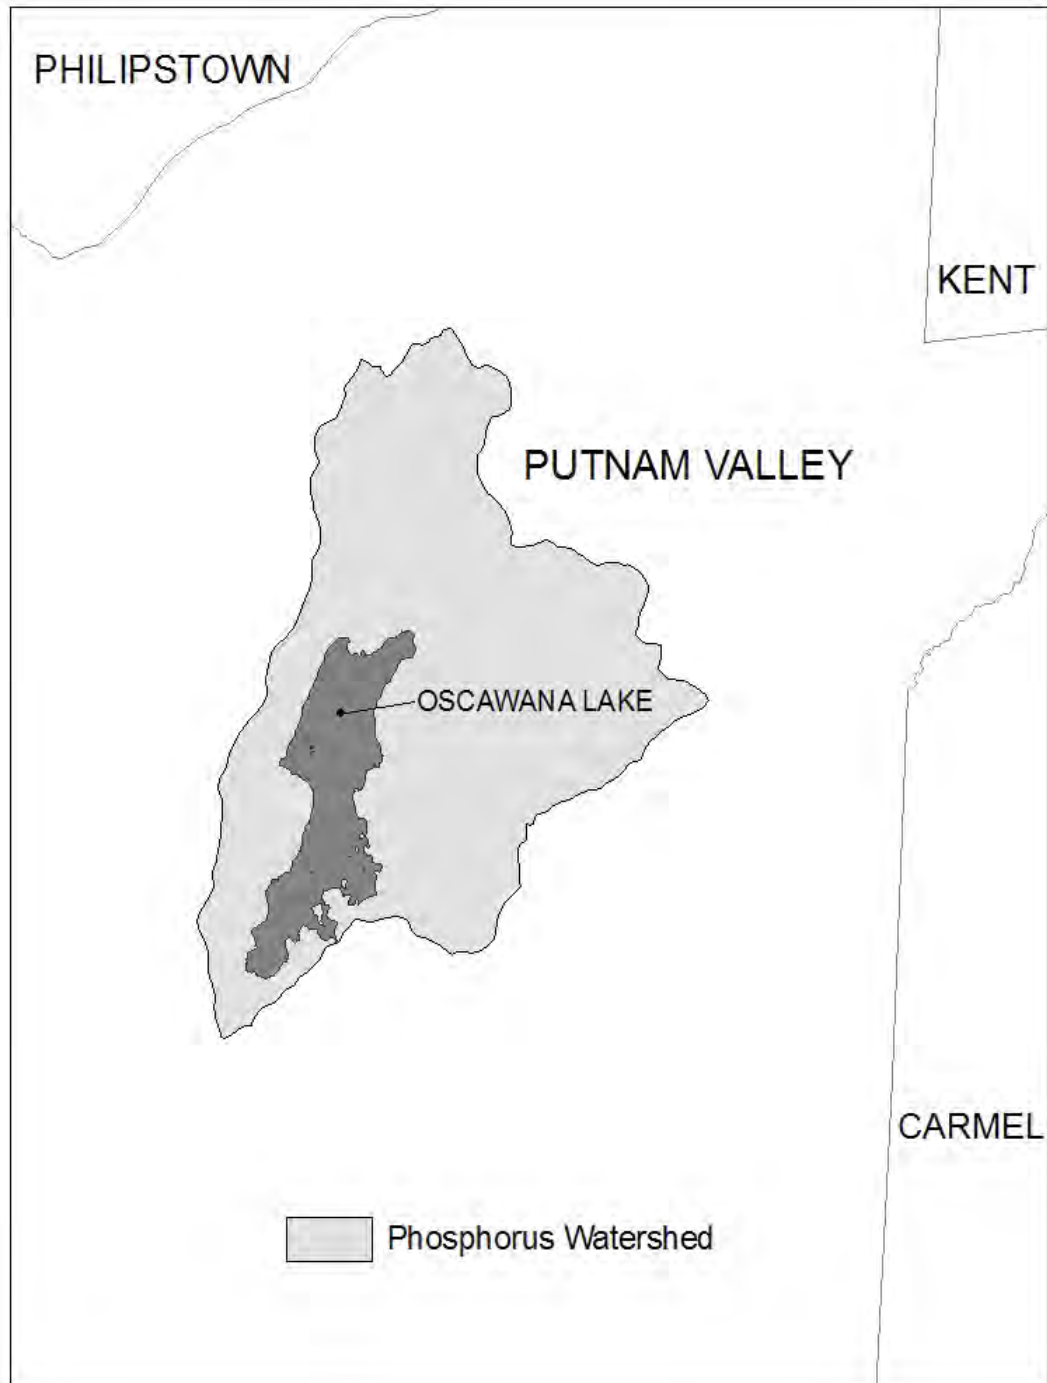 PHILIPSTOWN
KENT
PUTNAM VALLEY
OSCAWANA LAKE
CARMEL
Phosphorus Watershed